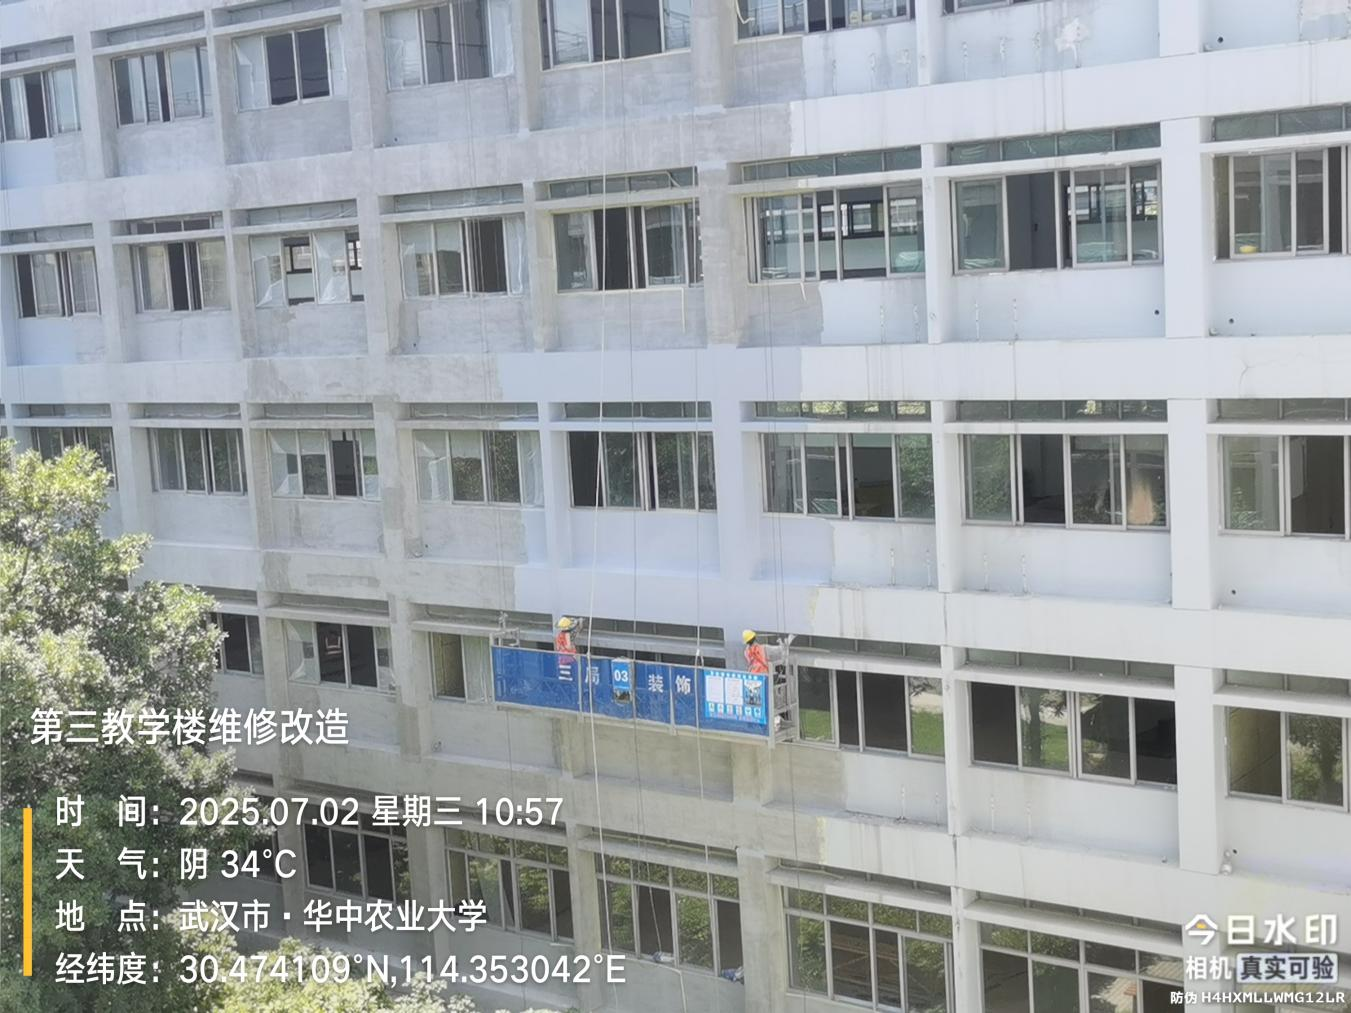 三局 03 装饰
第三教学楼维修改造
时 间：2025.07.02 星期三 10:57
天 气：阴 34°C
地 点：武汉市·华中农业大学
经纬度：30.474109°N,114.353042°E
今日水印
相机 真实可验
防伪 H4HXMLLWMG12LR